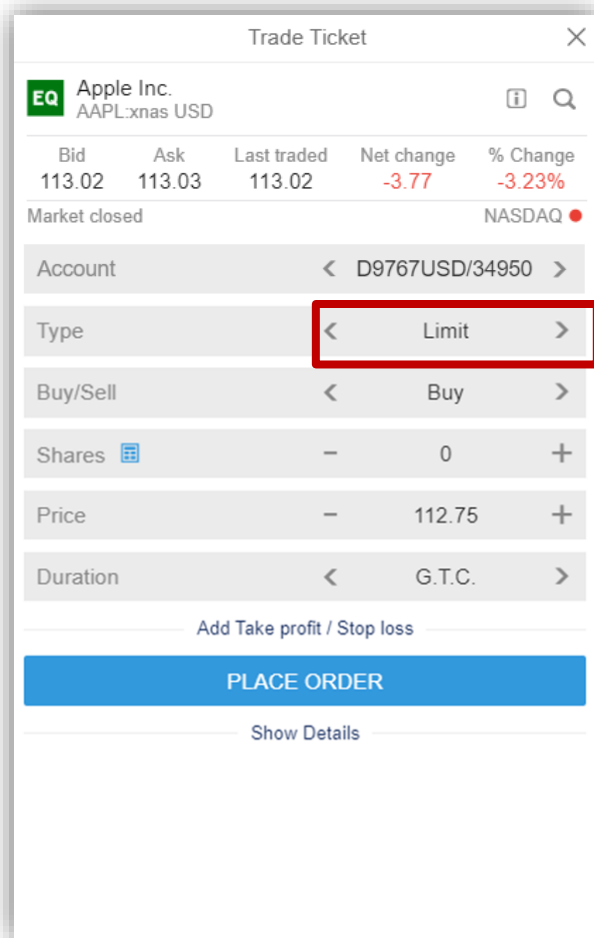 Trade Ticket
EQ Apple Inc.
AAPL:xnas USD
Bid Ask Last traded Net change % Change
113.02 113.03 113.02 -3.77 -3.23%
Market closed NASDAQ
Account D9767USD/34950
Type Limit
Buy/Sell Buy
Shares - 0 +
Price - 112.75 +
Duration G.T.C.
Add Take profit / Stop loss
PLACE ORDER
Show Details